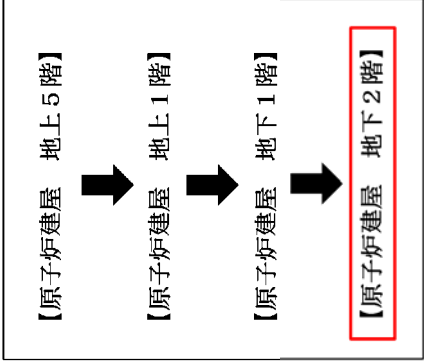 【原子炉建屋　地上5階】
【原子炉建屋　地上1階】
【原子炉建屋　地下1階】
【原子炉建屋　地下2階】